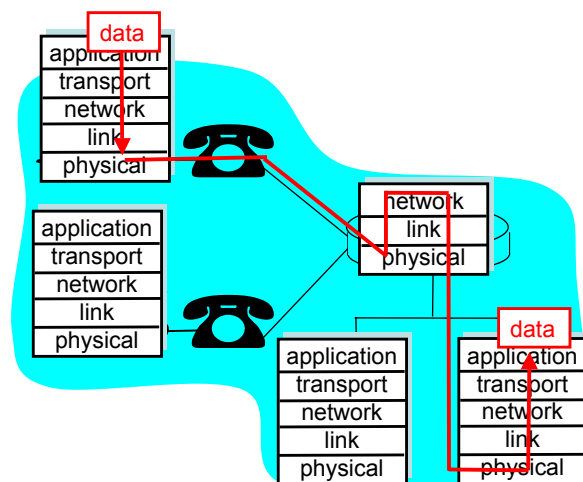 data
application
transport
network
link
physical
network
link
physical
application
transport
network
link
physical
data
application
transport
network
link
physical
application
transport
network
link
physical